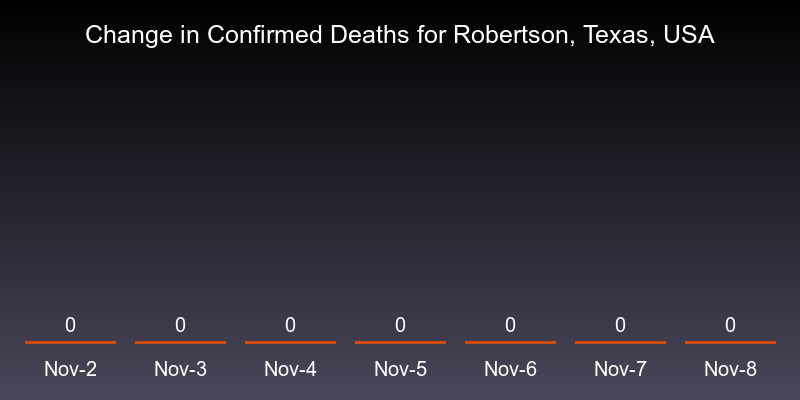 Change in Confirmed Deaths for Robertson, Texas, USA
0 0 0 0 0 0 0
Nov-2 Nov-3 Nov-4 Nov-5 Nov-6 Nov-7 Nov-8